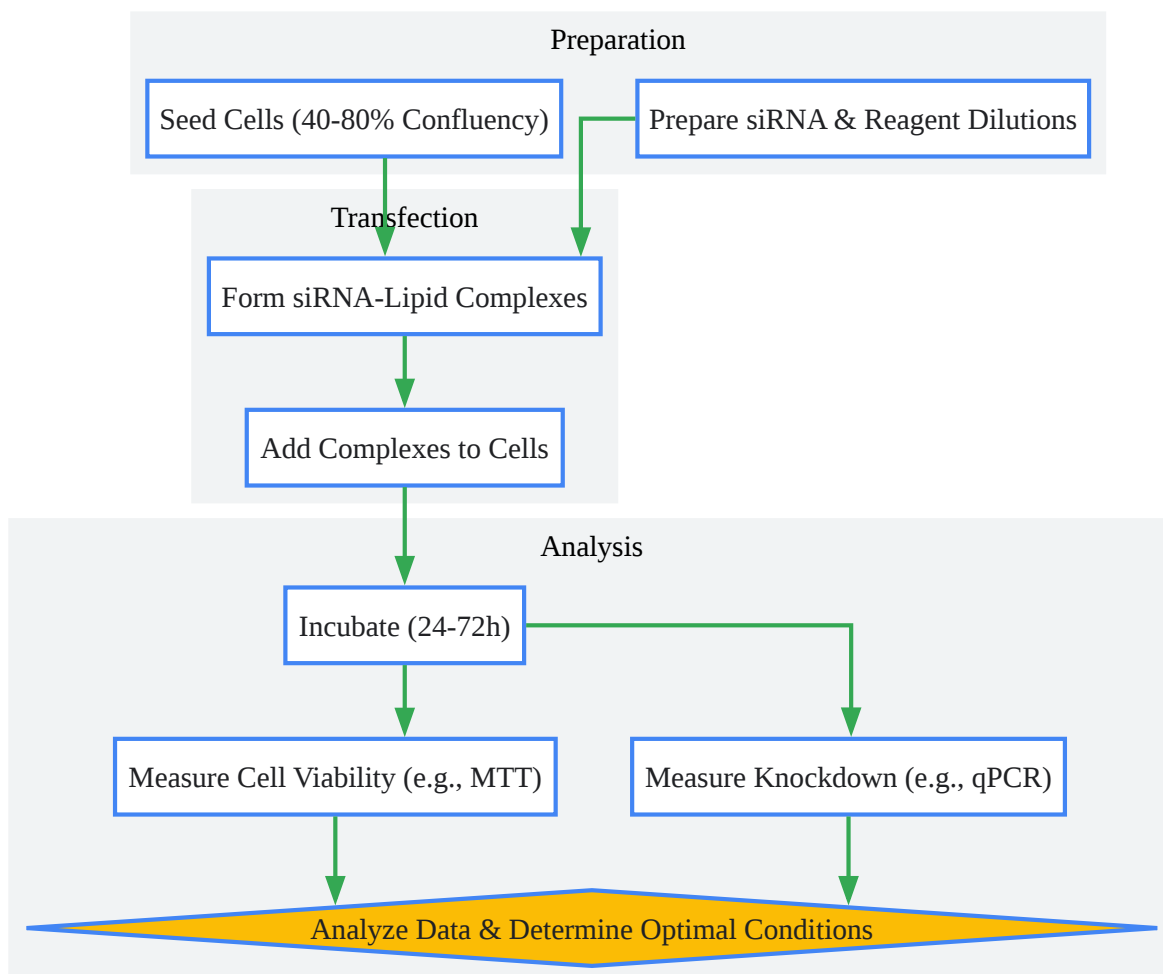 Preparation
Seed Cells (40-80% Confluency)
Prepare siRNA & Reagent Dilutions
Transfection
Form siRNA-Lipid Complexes
Add Complexes to Cells
Analysis
Incubate (24-72h)
Measure Cell Viability (e.g., MTT)
Measure Knockdown (e.g., qPCR)
Analyze Data & Determine Optimal Conditions